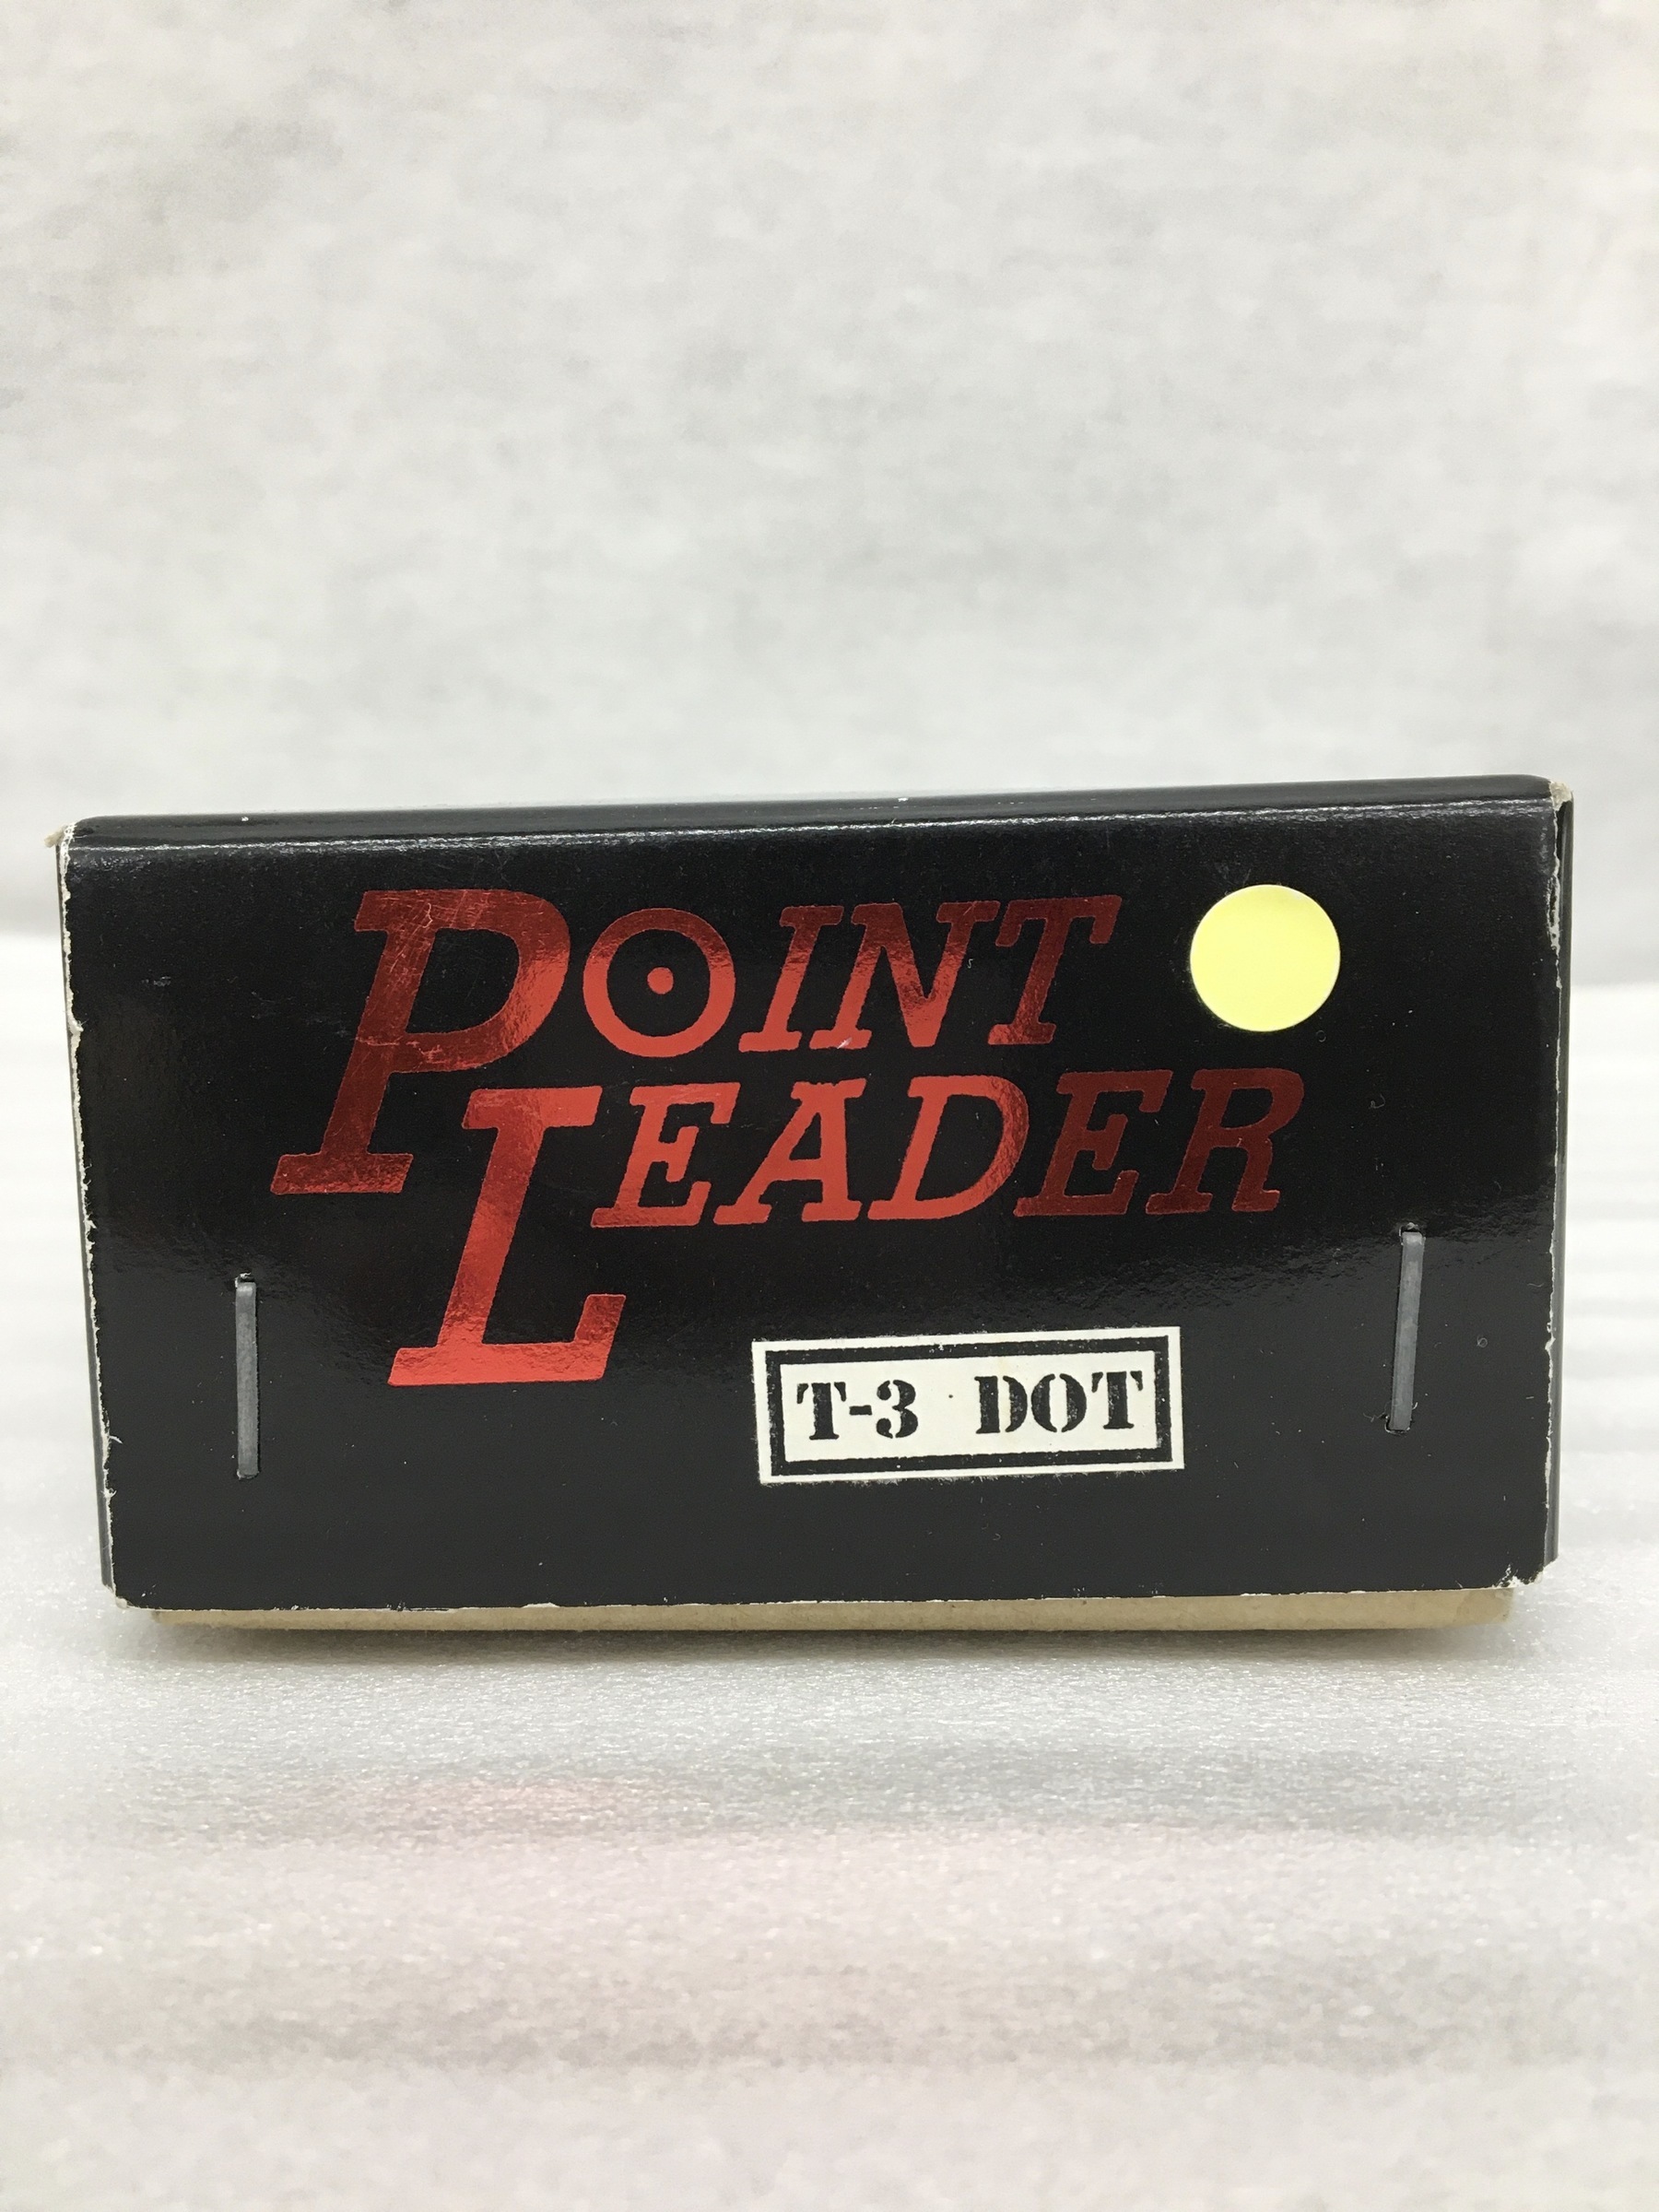 POINT
LEADER
T-3 DOT